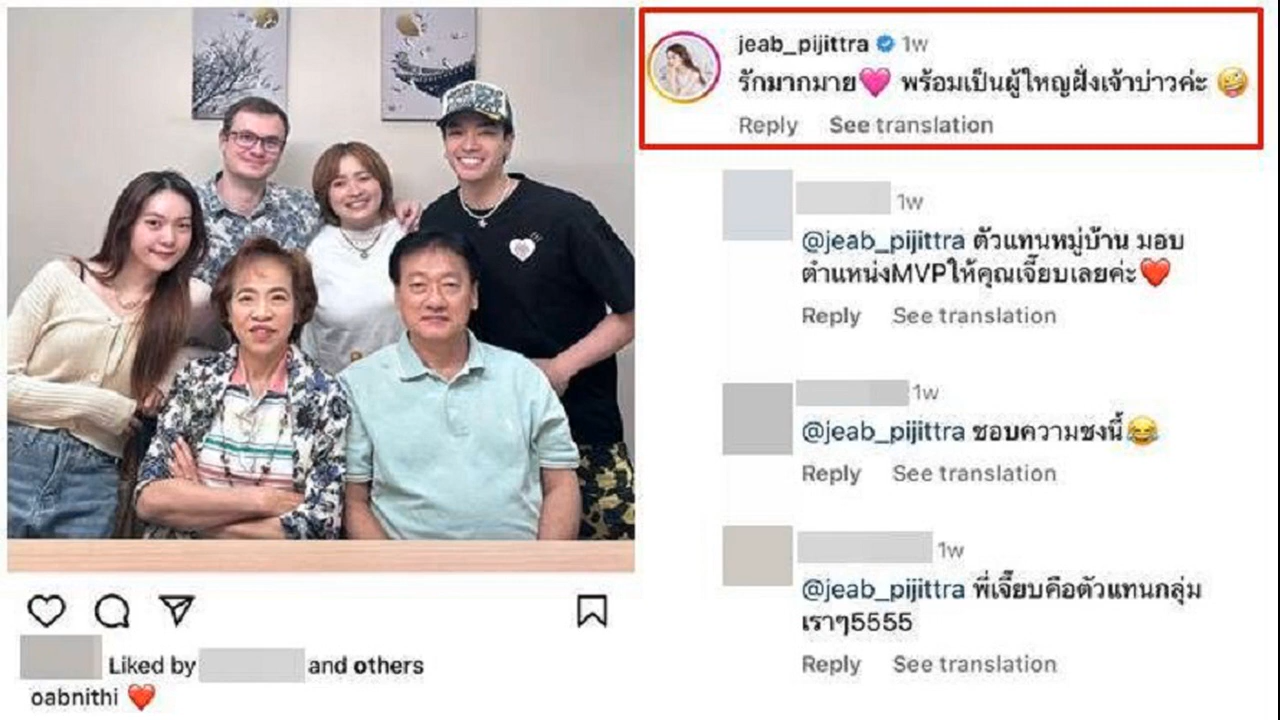 jeab_pijittra 1w
รักมากมาย🩷 พร้อมเป็นผู้ใหญ่ฝั่งเจ้าบ่าวค่ะ 🤪
Reply See translation
1w
@jeab_pijittra ตัวแทนหมู่บ้าน มอบ
ตำแหน่งMVPให้คุณเจี๊ยบเลยค่ะ❤️
Reply See translation
1w
@jeab_pijittra ชอบความชงนี้😂
Reply See translation
1w
@jeab_pijittra พี่เจี๊ยบคือตัวแทนกลุ่ม
เราๆ5555
Reply See translation
Liked by and others
oabnithi ❤️